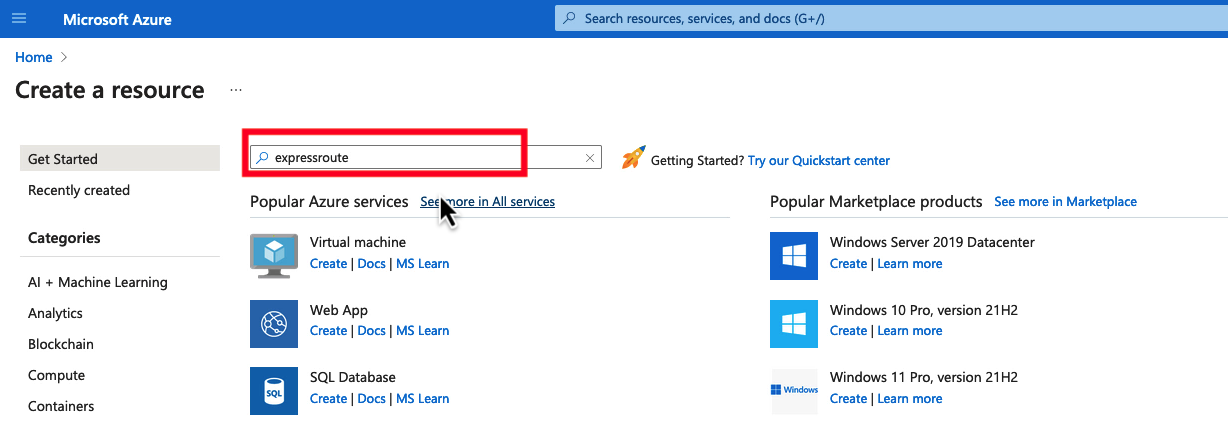 Microsoft Azure
Search resources, services, and docs (G+/)
Home
Create a resource
...
Get Started
Recently created
Categories
AI + Machine Learning
Analytics
Blockchain
Compute
Containers
expressroute
Getting Started? Try our Quickstart center
Popular Azure services See more in All services
Virtual machine
Create | Docs | MS Learn
Web App
Create | Docs | MS Learn
SQL
SQL Database
Create | Docs | MS Learn
Popular Marketplace products See more in Marketplace
Windows Server 2019 Datacenter
Create | Learn more
Windows 10 Pro, version 21H2
Create | Learn more
Windows
Windows 11 Pro, version 21H2
Create | Learn more